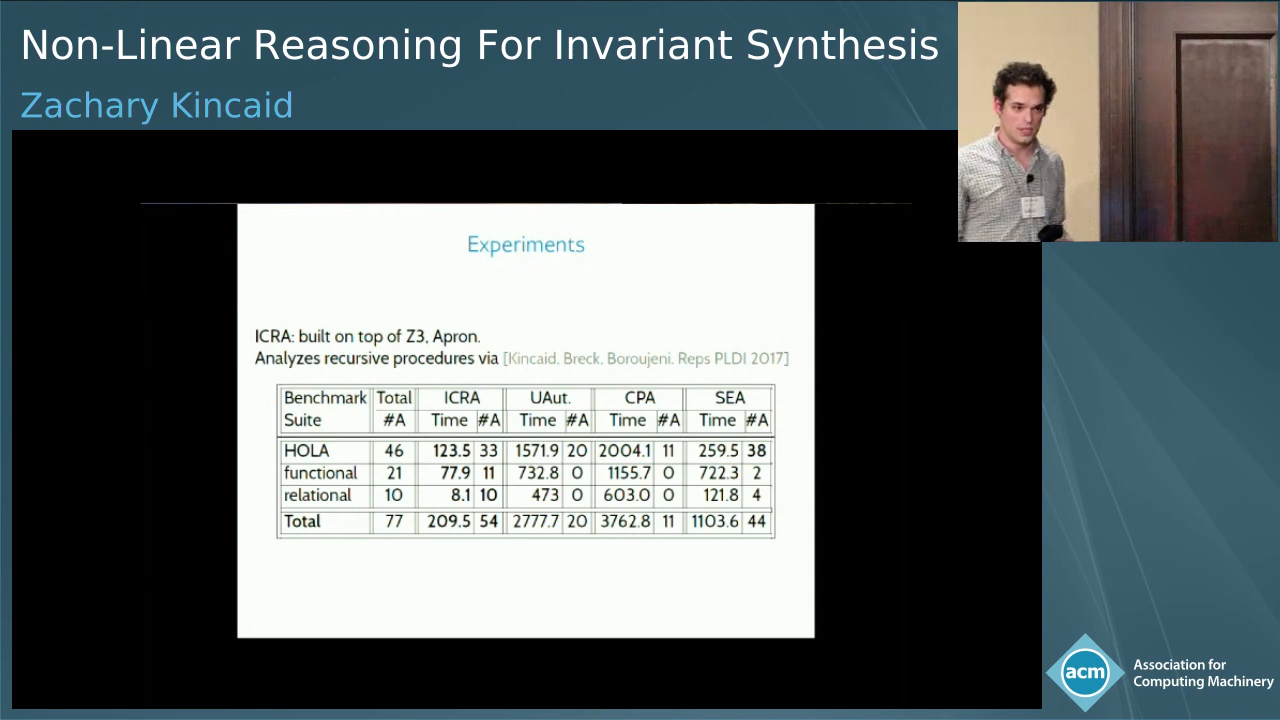 Non-Linear Reasoning For Invariant Synthesis
Zachary Kincaid
Experiments
ICRA: built on top of Z3, Apron.
Analyzes recursive procedures via [Kincaid, Breck, Boroujeni, Reps PLDI 2017]
Benchmark Total ICRA UAut. CPA SEA
Suite #A Time #A Time #A Time #A Time #A
HOLA 46 123.5 33 1571.9 20 2004.1 11 259.5 38
functional 21 77.9 11 732.8 0 1155.7 0 722.3 2
relational 10 8.1 10 473 0 603.0 0 121.8 4
Total 77 209.5 54 2777.7 20 3762.8 11 1103.6 44
acm
Association for
Computing Machinery